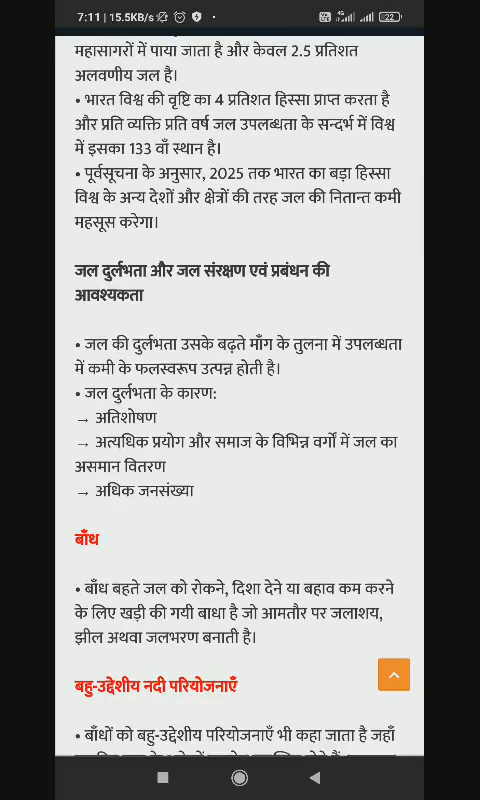 7:11 | 15.5KB/s
4G
22
महासागरों में पाया जाता है और केवल 2.5 प्रतिशत
अलवणीय जल है।
• भारत विश्व की वृष्टि का 4 प्रतिशत हिस्सा प्राप्त करता है
और प्रति व्यक्ति प्रति वर्ष जल उपलब्धता के सन्दर्भ में विश्व
में इसका 133 वाँ स्थान है।
• पूर्वसूचना के अनुसार, 2025 तक भारत का बड़ा हिस्सा
विश्व के अन्य देशों और क्षेत्रों की तरह जल की नितान्त कमी
महसूस करेगा।
जल दुर्लभता और जल संरक्षण एवं प्रबंधन की
आवश्यकता
• जल की दुर्लभता उसके बढ़ते माँग के तुलना में उपलब्धता
में कमी के फलस्वरूप उत्पन्न होती है।
• जल दुर्लभता के कारण:
→ अतिशोषण
→ अत्यधिक प्रयोग और समाज के विभिन्न वर्गों में जल का
असमान वितरण
→ अधिक जनसंख्या
बाँध
• बाँध बहते जल को रोकने, दिशा देने या बहाव कम करने
के लिए खड़ी की गयी बाधा है जो आमतौर पर जलाशय,
झील अथवा जलभरण बनाती है।
बहु-उद्देशीय नदी परियोजनाएँ
• बाँधों को बहु-उद्देशीय परियोजनाएँ भी कहा जाता है जहाँ